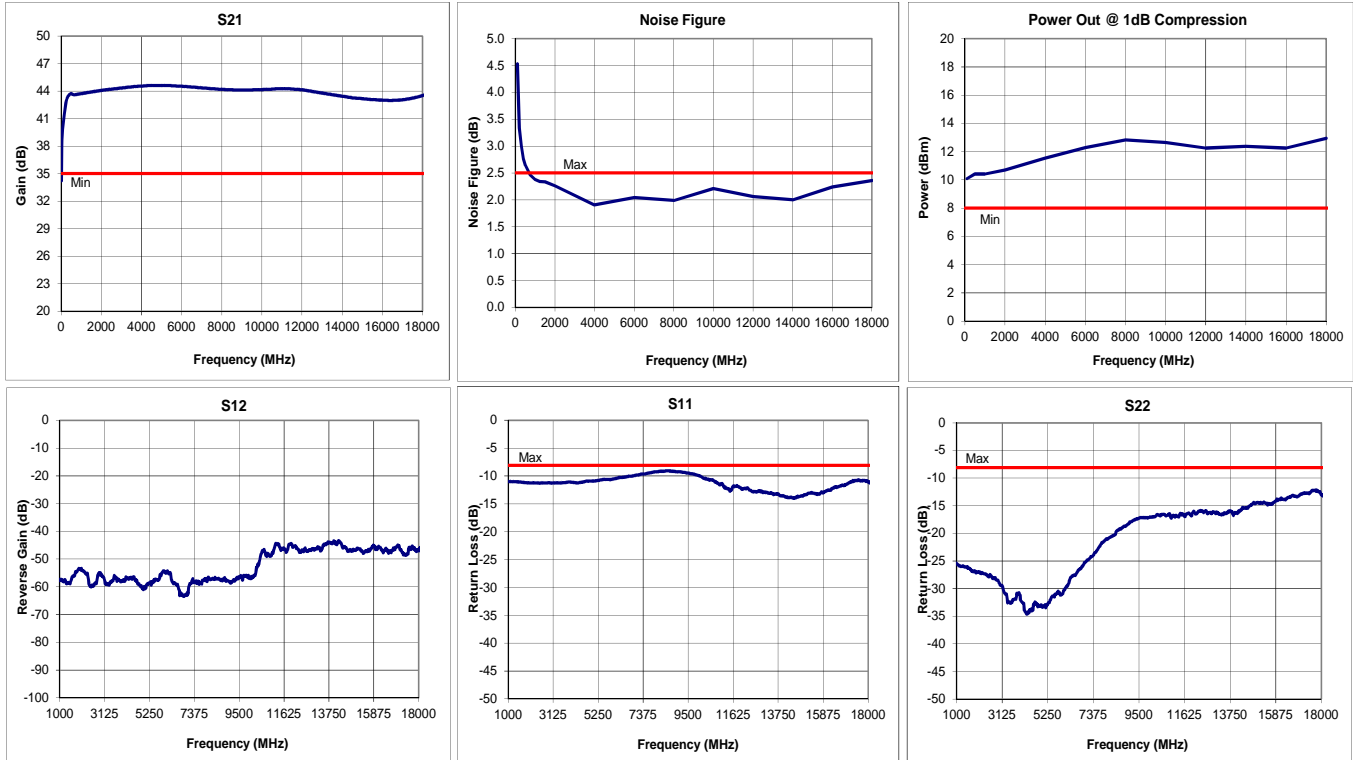 S21
50
47
44
41
38
35
32
29
26
23
20
Gain (dB)
Min
0 2000 4000 6000 8000 10000 12000 14000 16000 18000
Frequency (MHz)
Noise Figure
5.0
4.5
4.0
3.5
3.0
2.5
2.0
1.5
1.0
0.5
0.0
Noise Figure (dB)
Max
0 2000 4000 6000 8000 10000 12000 14000 16000 18000
Frequency (MHz)
Power Out @ 1dB Compression
20
18
16
14
12
10
8
6
4
2
0
Power (dBm)
Min
0 2000 4000 6000 8000 10000 12000 14000 16000 18000
Frequency (MHz)
S12
0
-10
-20
-30
-40
-50
-60
-70
-80
-90
-100
Reverse Gain (dB)
1000 3125 5250 7375 9500 11625 13750 15875 18000
Frequency (MHz)
S11
0
-5
-10
-15
-20
-25
-30
-35
-40
-45
-50
Return Loss (dB)
Max
1000 3125 5250 7375 9500 11625 13750 15875 18000
Frequency (MHz)
S22
0
-5
-10
-15
-20
-25
-30
-35
-40
-45
-50
Return Loss (dB)
Max
1000 3125 5250 7375 9500 11625 13750 15875 18000
Frequency (MHz)